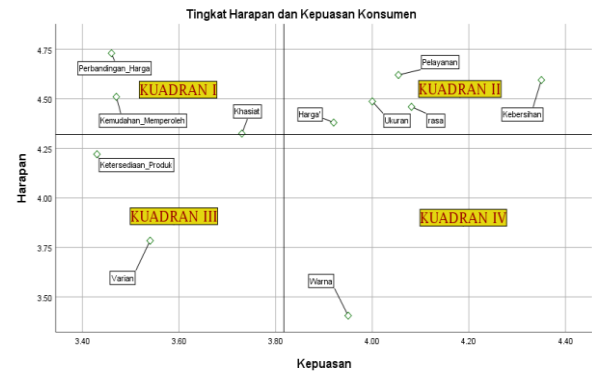 Tingkat Harapan dan Kepuasan Konsumen
4.75
4.50
4.25
4.00
3.75
3.50
Harapan
Perbandingan_Harga
KUADRAN I
Kemudahan_Memperoleh
Khasiat
Pelayanan
KUADRAN II
Harga'
Ukuran
rasa
Kebersihan
Ketersediaan_Produk
KUADRAN III
KUADRAN IV
Varian
Warna
3.40
3.60
3.80
4.00
4.20
4.40
Kepuasan